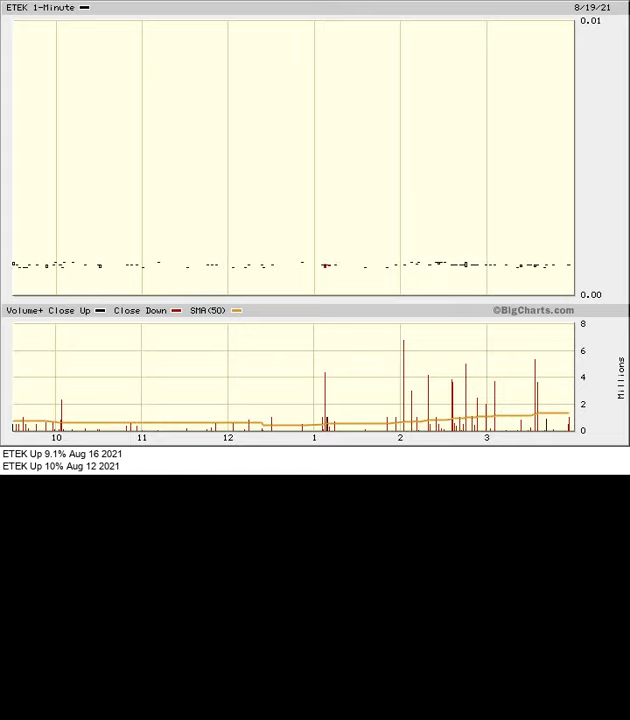 ETEK 1-Minute 8/19/21
0.01
0.00
Volume+ Close Up Close Down SMA(50) ©BigCharts.com
8
6
4
2
0
Millions
10 11 12 1 2 3
ETEK Up 9.1% Aug 16 2021
ETEK Up 10% Aug 12 2021